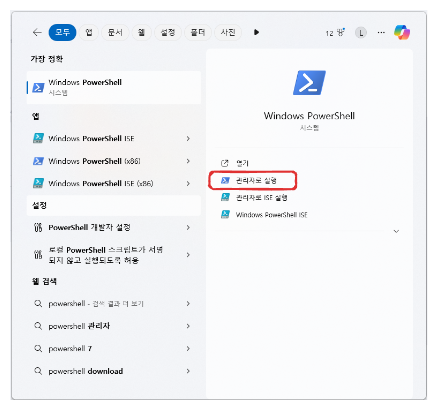 모두 앱 문서 웹 설정 폴더 사진 ▶ 12 L ···
가장 정확
Windows PowerShell
시스템
앱
Windows PowerShell ISE
Windows PowerShell (x86)
Windows PowerShell ISE (x86)
설정
PowerShell 개발자 설정
로컬 PowerShell 스크립트가 서명
되지 않고 실행되도록 허용
웹 검색
powershell - 검색 결과 더 보기
powershell 관리자
powershell 7
powershell download
Windows PowerShell
시스템
열기
관리자로 실행
관리자로 ISE 실행
Windows PowerShell ISE